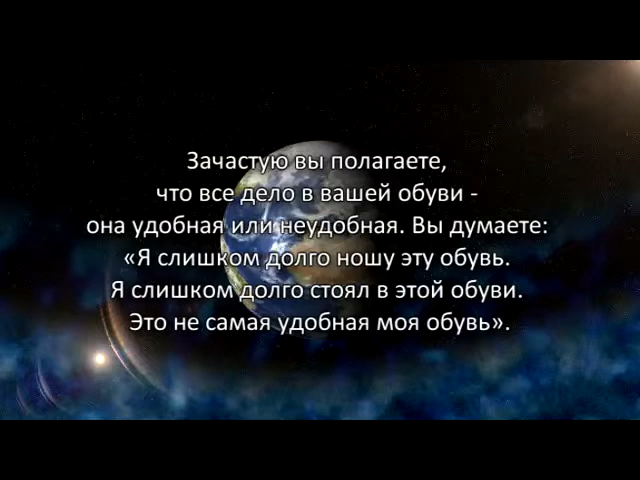 Зачастую вы полагаете,
что все дело в вашей обуви -
она удобная или неудобная. Вы думаете:
«Я слишком долго ношу эту обувь.
Я слишком долго стоял в этой обуви.
Это не самая удобная моя обувь».